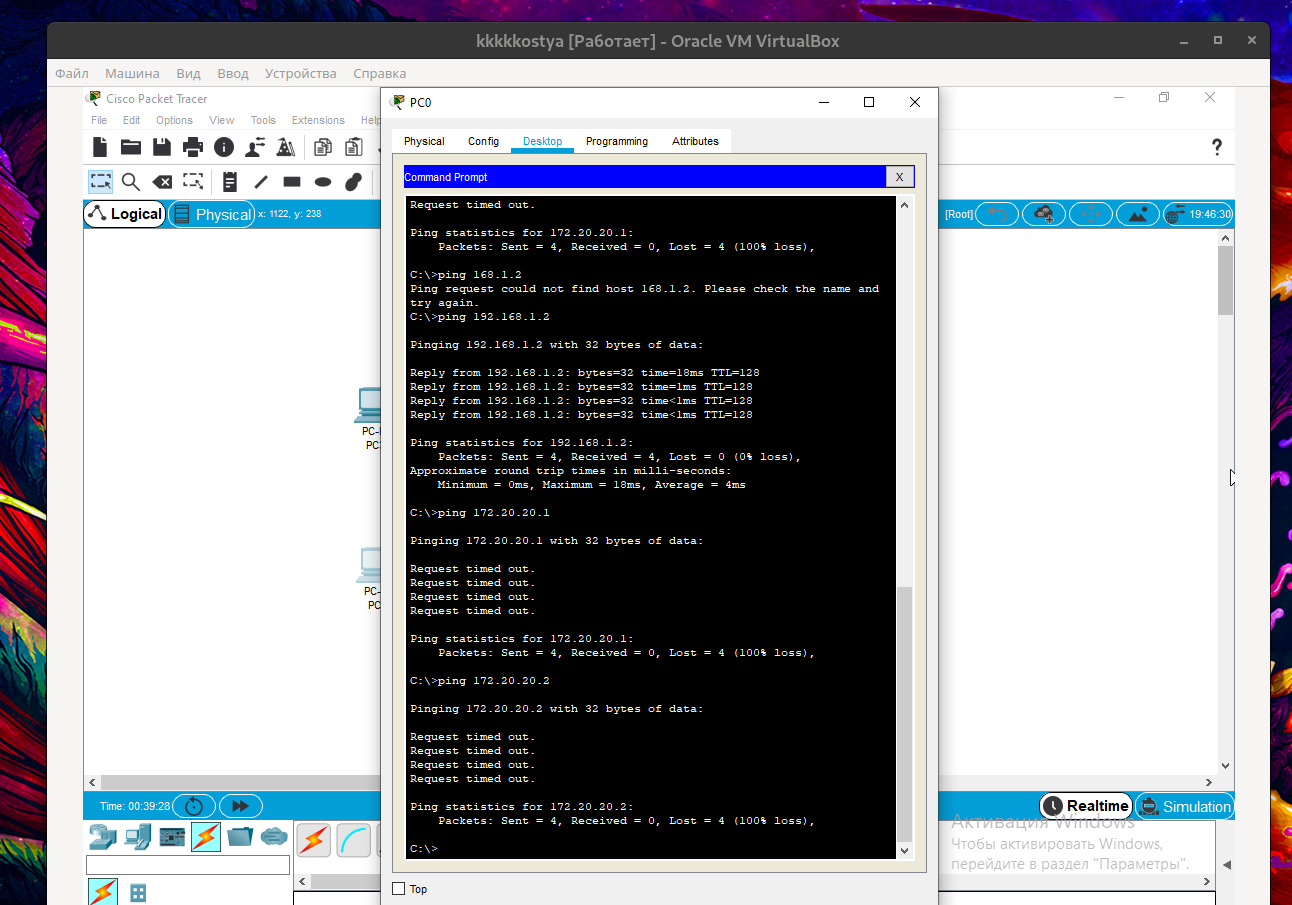 kkkkkostya [Работает] - Oracle VM VirtualBox
Файл Машина Вид Ввод Устройства Справка
Cisco Packet Tracer
File Edit Options View Tools Extensions Help
PC0
Physical Config Desktop Programming Attributes
?
Command Prompt X
Logical Physical x: 1122, y: 238
[Root] 19:46:30
Request timed out.
Ping statistics for 172.20.20.1:
Packets: Sent = 4, Received = 0, Lost = 4 (100% loss),
C:\>ping 168.1.2
Ping request could not find host 168.1.2. Please check the name and
try again.
C:\>ping 192.168.1.2
Pinging 192.168.1.2 with 32 bytes of data:
Reply from 192.168.1.2: bytes=32 time=18ms TTL=128
Reply from 192.168.1.2: bytes=32 time=1ms TTL=128
Reply from 192.168.1.2: bytes=32 time<1ms TTL=128
Reply from 192.168.1.2: bytes=32 time<1ms TTL=128
Ping statistics for 192.168.1.2:
Packets: Sent = 4, Received = 4, Lost = 0 (0% loss),
Approximate round trip times in milli-seconds:
Minimum = 0ms, Maximum = 18ms, Average = 4ms
C:\>ping 172.20.20.1
Pinging 172.20.20.1 with 32 bytes of data:
Request timed out.
Request timed out.
Request timed out.
Request timed out.
Ping statistics for 172.20.20.1:
Packets: Sent = 4, Received = 0, Lost = 4 (100% loss),
C:\>ping 172.20.20.2
Pinging 172.20.20.2 with 32 bytes of data:
Request timed out.
Request timed out.
Request timed out.
Request timed out.
Ping statistics for 172.20.20.2:
Packets: Sent = 4, Received = 0, Lost = 4 (100% loss),
C:\>
PC-
PC
PC-
PC
Time: 00:39:28
Realtime Simulation
Активация Windows
Чтобы активировать Windows,
перейдите в раздел "Параметры".
Top